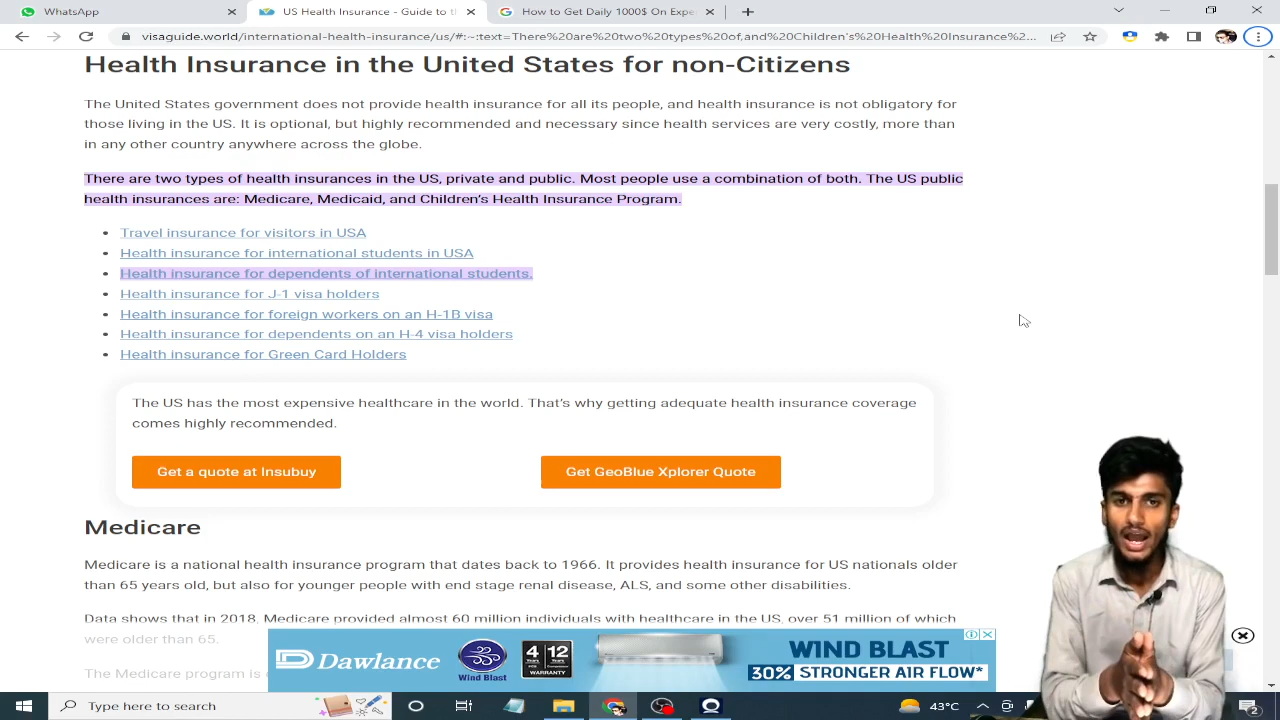 WhatsApp
US Health Insurance - Guide to th
How to Get Daily 1000$ On Exper
visaguide.world/international-health-insurance/us/#:~:text=There%20are%20two%20types%20of,and%20Children's%20Health%20Insurance%2...
Health Insurance in the United States for non-Citizens
The United States government does not provide health insurance for all its people, and health insurance is not obligatory for
those living in the US. It is optional, but highly recommended and necessary since health services are very costly, more than
in any other country anywhere across the globe.
There are two types of health insurances in the US, private and public. Most people use a combination of both. The US public
health insurances are: Medicare, Medicaid, and Children's Health Insurance Program.
Travel insurance for visitors in USA
Health insurance for international students in USA
Health insurance for dependents of international students.
Health insurance for J-1 visa holders
Health insurance for foreign workers on an H-1B visa
Health insurance for dependents on an H-4 visa holders
Health insurance for Green Card Holders
The US has the most expensive healthcare in the world. That's why getting adequate health insurance coverage
comes highly recommended.
Get a quote at Insubuy
Get GeoBlue Xplorer Quote
Medicare
Medicare is a national health insurance program that dates back to 1966. It provides health insurance for US nationals older
than 65 years old, but also for younger people with end stage renal disease, ALS, and some other disabilities.
Data shows that in 2018, Medicare provided almost 60 million individuals with healthcare in the US, over 51 million of which
were older than 65.
The Medicare program is
Dawlance
Wind Blast
4 12
WARRANTY
WIND BLAST
30% STRONGER AIR FLOW*
Type here to search
43°C
2